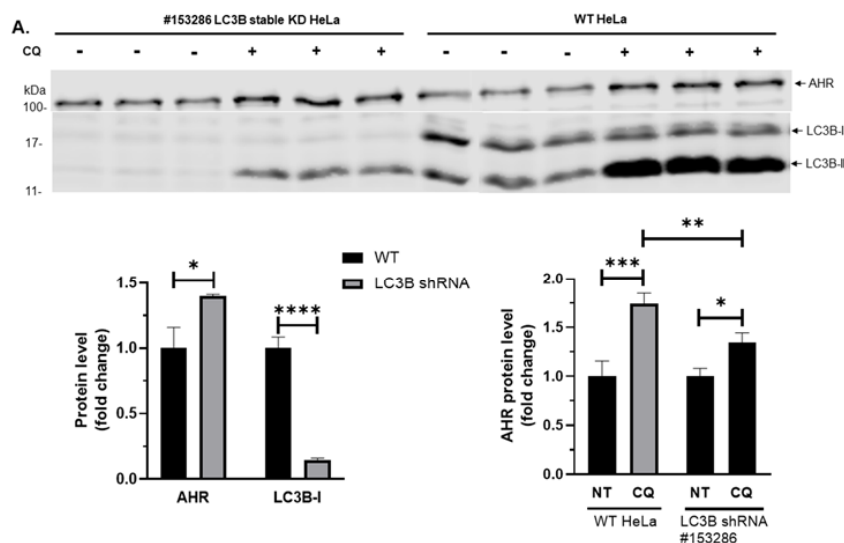 A.
#153286 LC3B stable KD HeLa
WT HeLa
CQ - - - + + + - - - + + +
kDa
100-
AHR
17-
LC3B-I
LC3B-II
11-
WT
LC3B shRNA
Protein level
(fold change)
1.5
1.0
0.5
0.0
*
****
AHR
LC3B-I
AHR protein level
(fold change)
2.0
1.5
1.0
0.5
0.0
***
**
*
NT CQ NT CQ
WT HeLa
LC3B shRNA
#153286